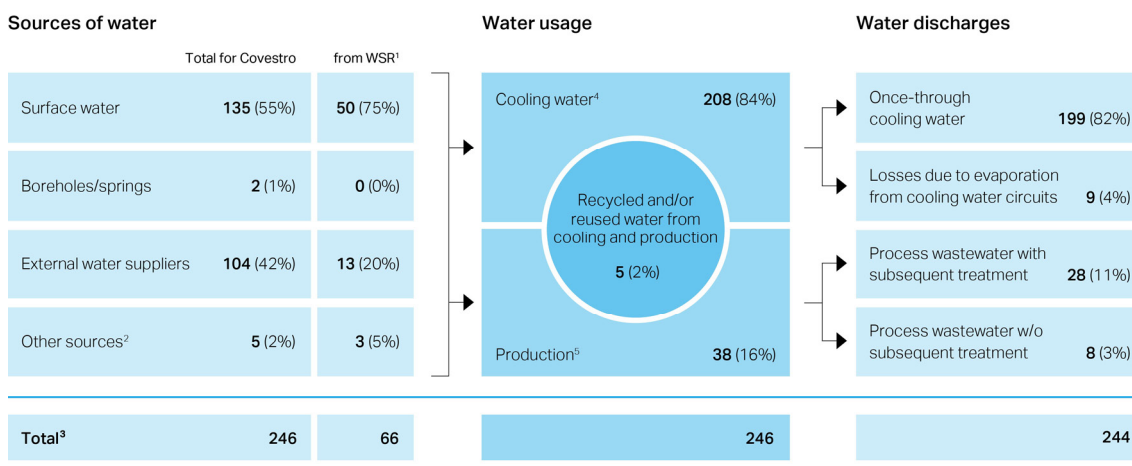 Sources of water
Total for Covestro from WSR¹
Surface water 135 (55%) 50 (75%)
Boreholes/springs 2 (1%) 0 (0%)
External water suppliers 104 (42%) 13 (20%)
Other sources² 5 (2%) 3 (5%)
Total³ 246 66
Water usage
Cooling water⁴ 208 (84%)
Recycled and/or
reused water from
cooling and production
5 (2%)
Production⁵ 38 (16%)
246
Water discharges
Once-through
cooling water 199 (82%)
Losses due to evaporation
from cooling water circuits 9 (4%)
Process wastewater with
subsequent treatment 28 (11%)
Process wastewater w/o
subsequent treatment 8 (3%)
244